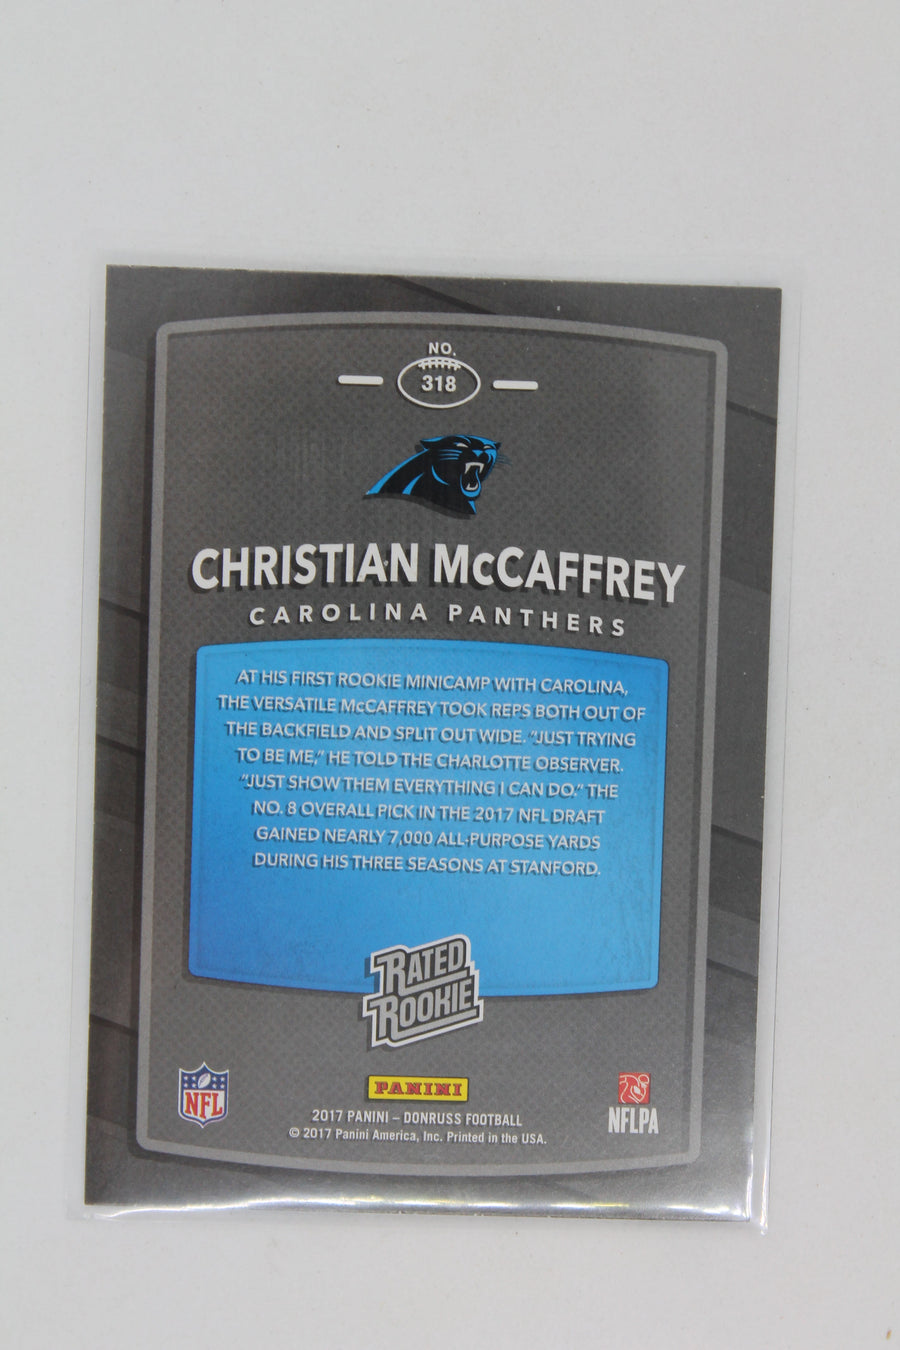 NO.
318
CHRISTIAN McCAFFREY
CAROLINA PANTHERS
AT HIS FIRST ROOKIE MINICAMP WITH CAROLINA,
THE VERSATILE McCAFFREY TOOK REPS BOTH OUT OF
THE BACKFIELD AND SPLIT OUT WIDE. "JUST TRYING
TO BE ME," HE TOLD THE CHARLOTTE OBSERVER.
"JUST SHOW THEM EVERYTHING I CAN DO." THE
NO. 8 OVERALL PICK IN THE 2017 NFL DRAFT
GAINED NEARLY 7,000 ALL-PURPOSE YARDS
DURING HIS THREE SEASONS AT STANFORD.
RATED
ROOKIE
NFL
PANINI
2017 PANINI – DONRUSS FOOTBALL
© 2017 Panini America, Inc. Printed in the USA.
NFLPA